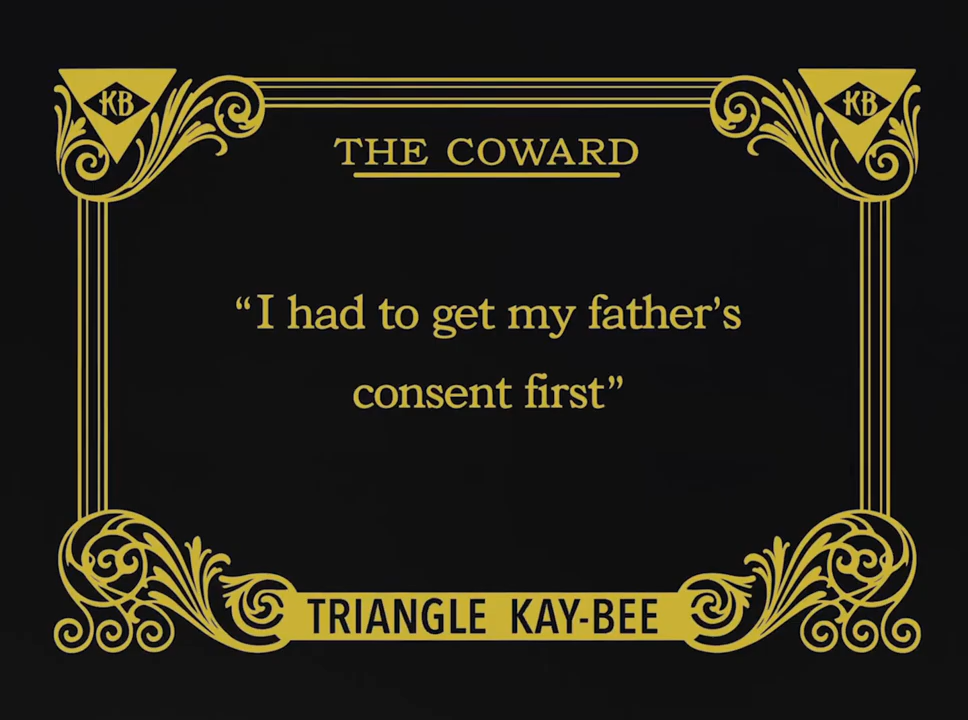 KB KB
THE COWARD
“I had to get my father’s
consent first”
TRIANGLE KAY-BEE